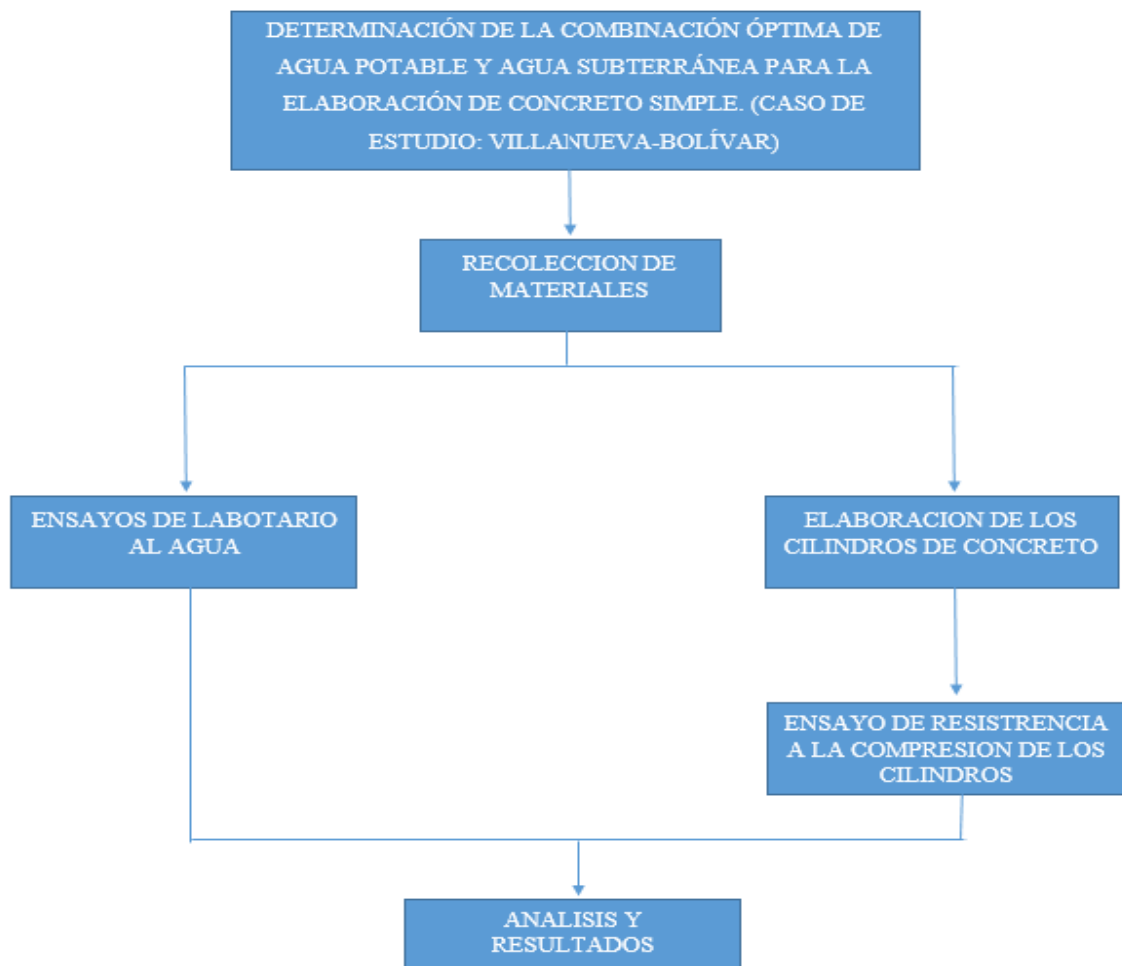 DETERMINACIÓN DE LA COMBINACIÓN ÓPTIMA DE
AGUA POTABLE Y AGUA SUBTERRÁNEA PARA LA
ELABORACIÓN DE CONCRETO SIMPLE. (CASO DE
ESTUDIO: VILLANUEVA-BOLÍVAR)
RECOLECCION DE
MATERIALES
ENSAYOS DE LABOTARIO
AL AGUA
ELABORACION DE LOS
CILINDROS DE CONCRETO
ENSAYO DE RESISTRENCIA
A LA COMPRESION DE LOS
CILINDROS
ANALISIS Y
RESULTADOS